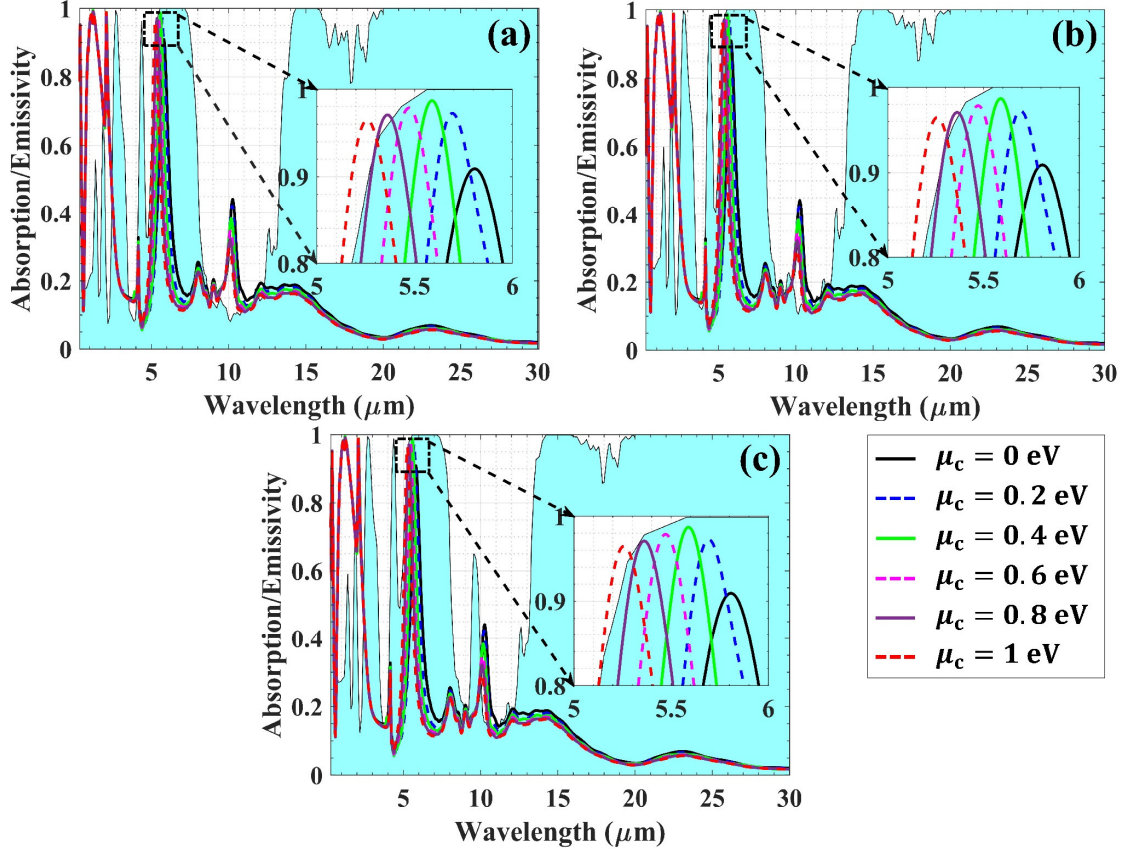 (a)
Absorption/Emissivity
1
0.8
0.6
0.4
0.2
0
5 10 15 20 25 30
Wavelength (μm)
1
0.9
0.8
5 5.5 6
(b)
Absorption/Emissivity
1
0.8
0.6
0.4
0.2
0
5 10 15 20 25 30
Wavelength (μm)
1
0.9
0.8
5 5.5 6
(c)
Absorption/Emissivity
1
0.8
0.6
0.4
0.2
0
5 10 15 20 25 30
Wavelength (μm)
1
0.9
0.8
5 5.5 6
μc = 0 eV
μc = 0.2 eV
μc = 0.4 eV
μc = 0.6 eV
μc = 0.8 eV
μc = 1 eV